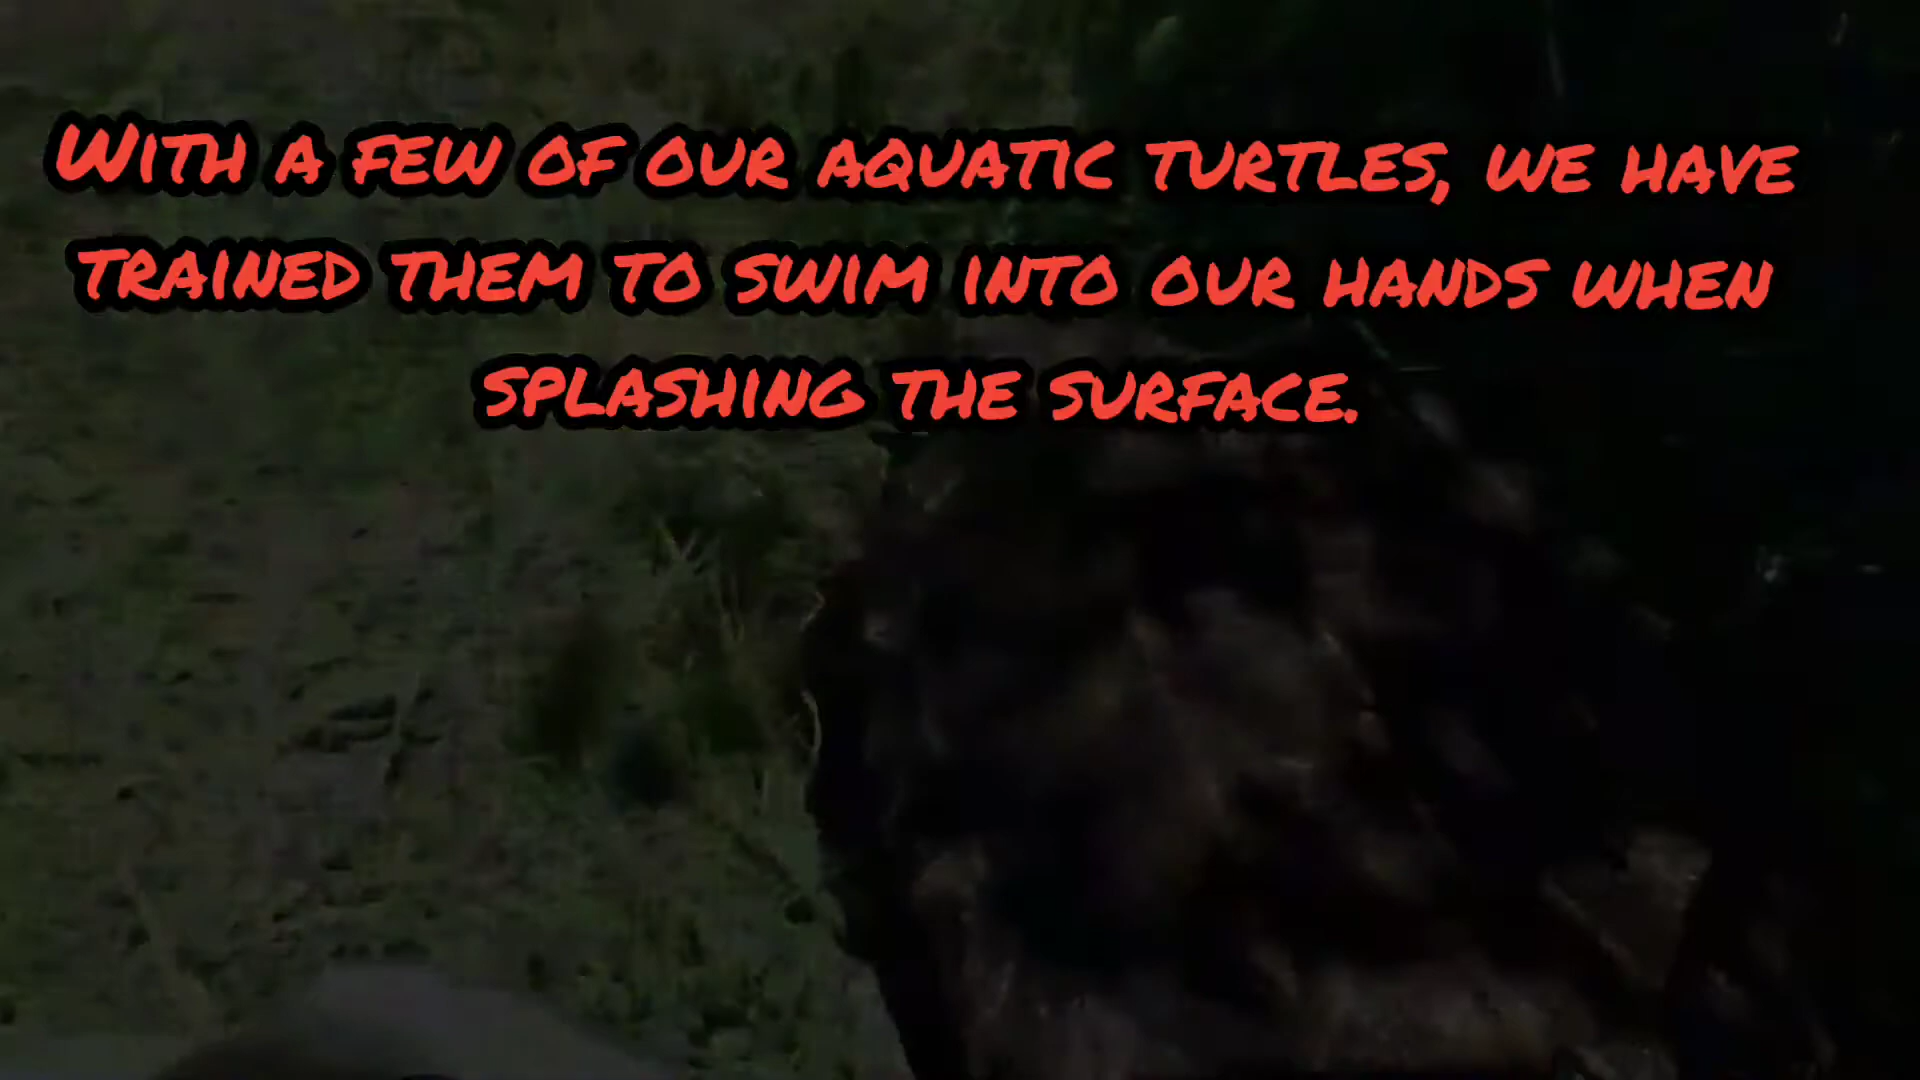 With a few of our aquatic turtles, we have
trained them to swim into our hands when
splashing the surface.